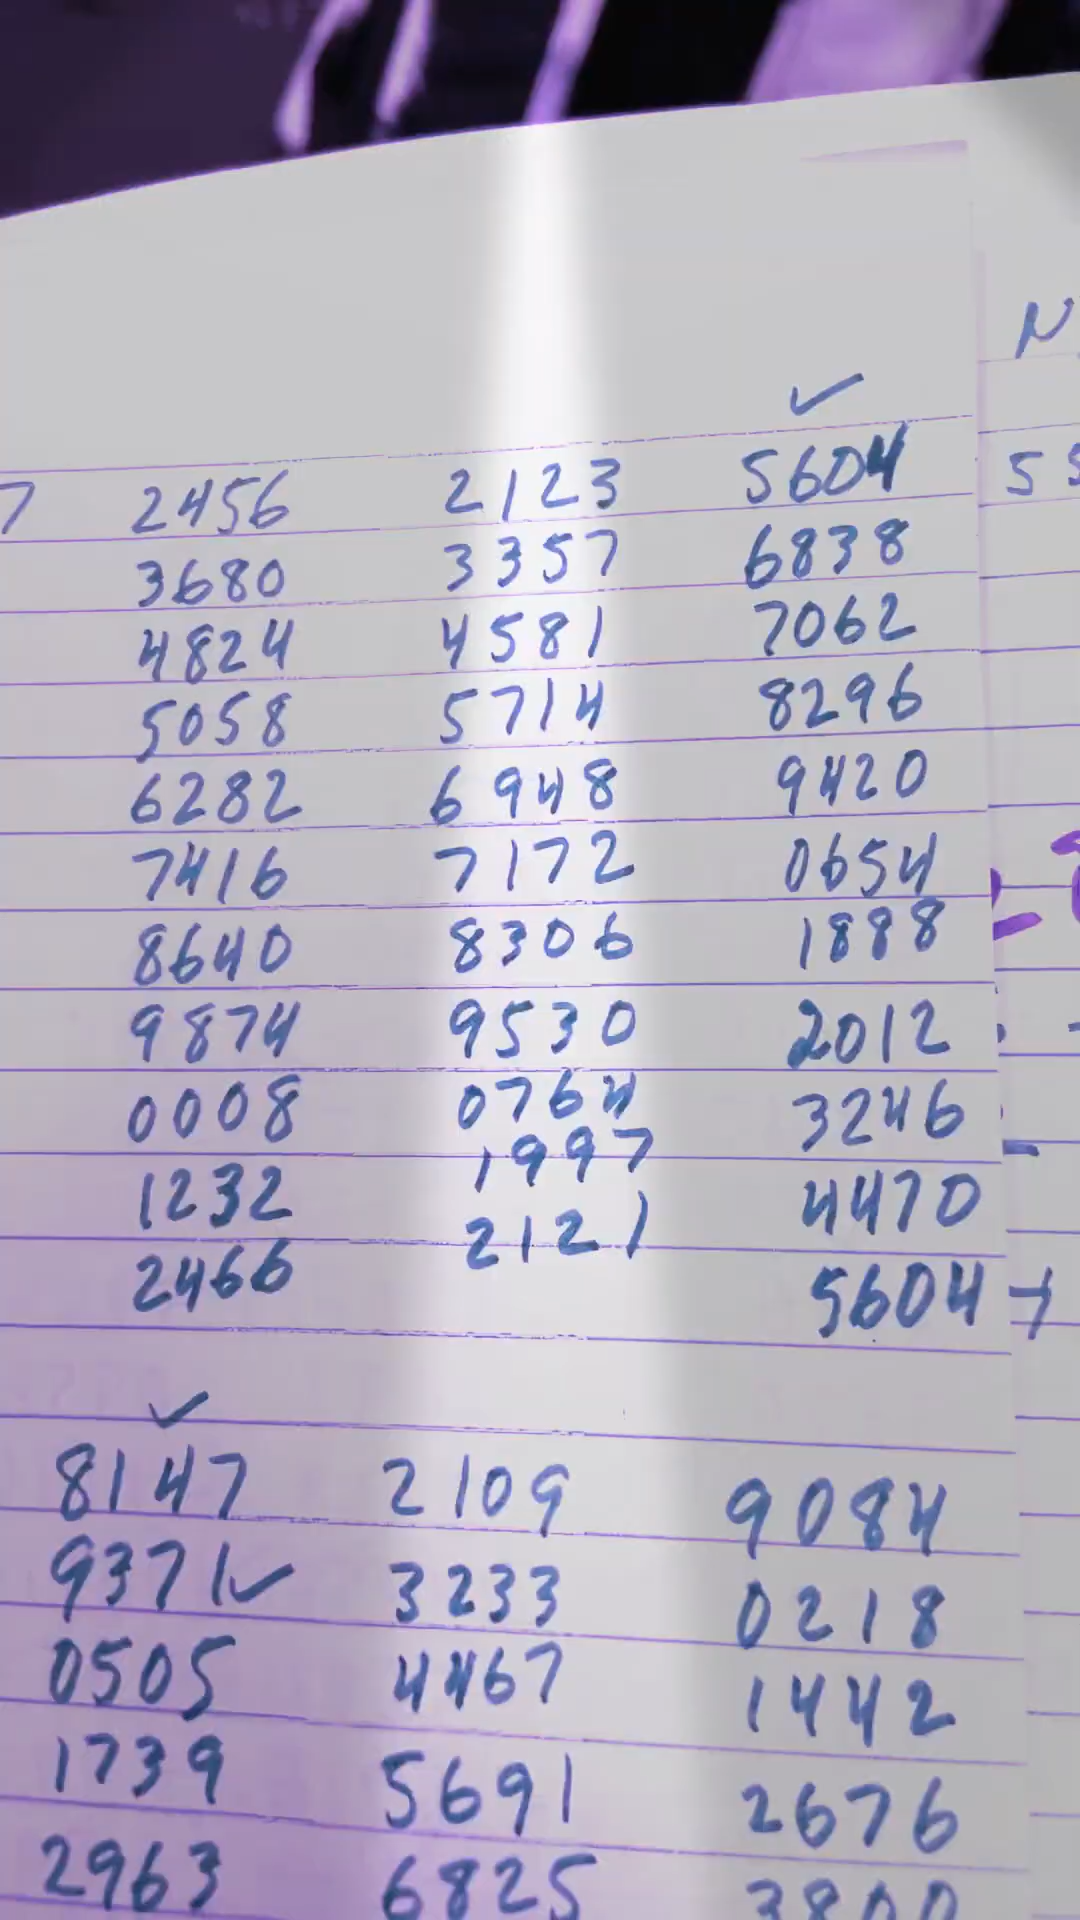 N
7 2456 2123 5604 5
3680 3357 6838
4824 4581 7062
5058 5714 8296
6282 6948 9420
7416 7172 0654
8640 8306 1888
9874 9530 2012
0008 0764 3246
1232 1997 4470
2466 2121 5604
8147 2109 9084
9371 3233 0218
0505 4467 1442
1739 5691 2676
2963 6825